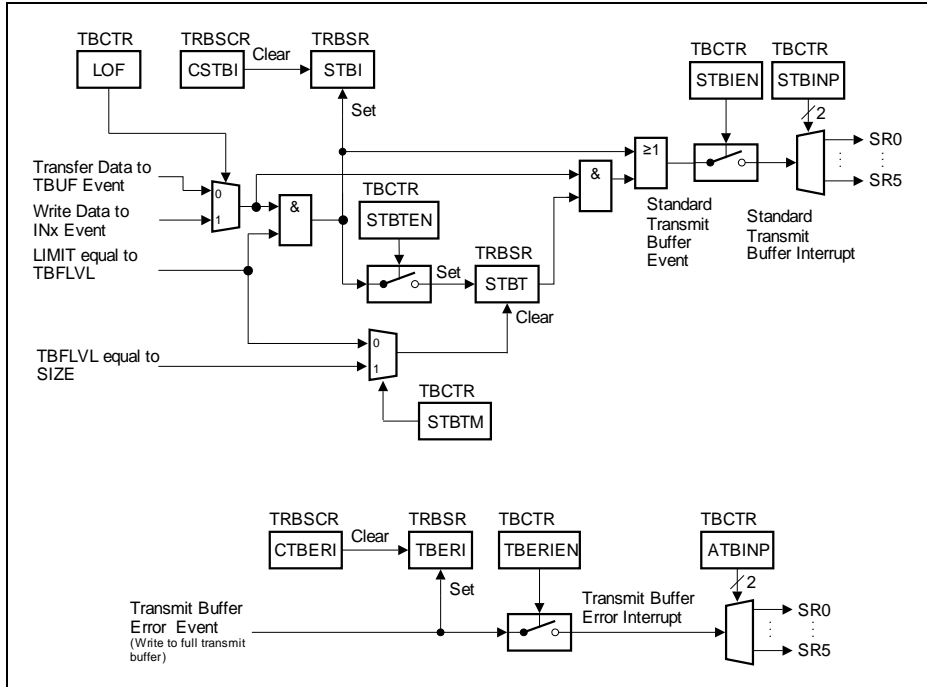 TBCTR
LOF
TRBSCR
CSTBI
Clear
TRBSR
STBI
Set
TBCTR
STBIEN
TBCTR
STBINP
2
SR0
SR5
Transfer Data to
TBUF Event
Write Data to
INx Event
LIMIT equal to
TBFLVL
0
1
&
TBCTR
STBTEN
Set
TRBSR
STBT
Clear
&
≥1
Standard
Transmit
Buffer
Event
Standard
Transmit
Buffer Interrupt
TBFLVL equal to
SIZE
0
1
TBCTR
STBTM
TRBSCR
CTBERI
Clear
TRBSR
TBERI
Set
TBCTR
TBERIEN
TBCTR
ATBINP
2
SR0
SR5
Transmit Buffer
Error Event
(Write to full transmit
buffer)
Transmit Buffer
Error Interrupt